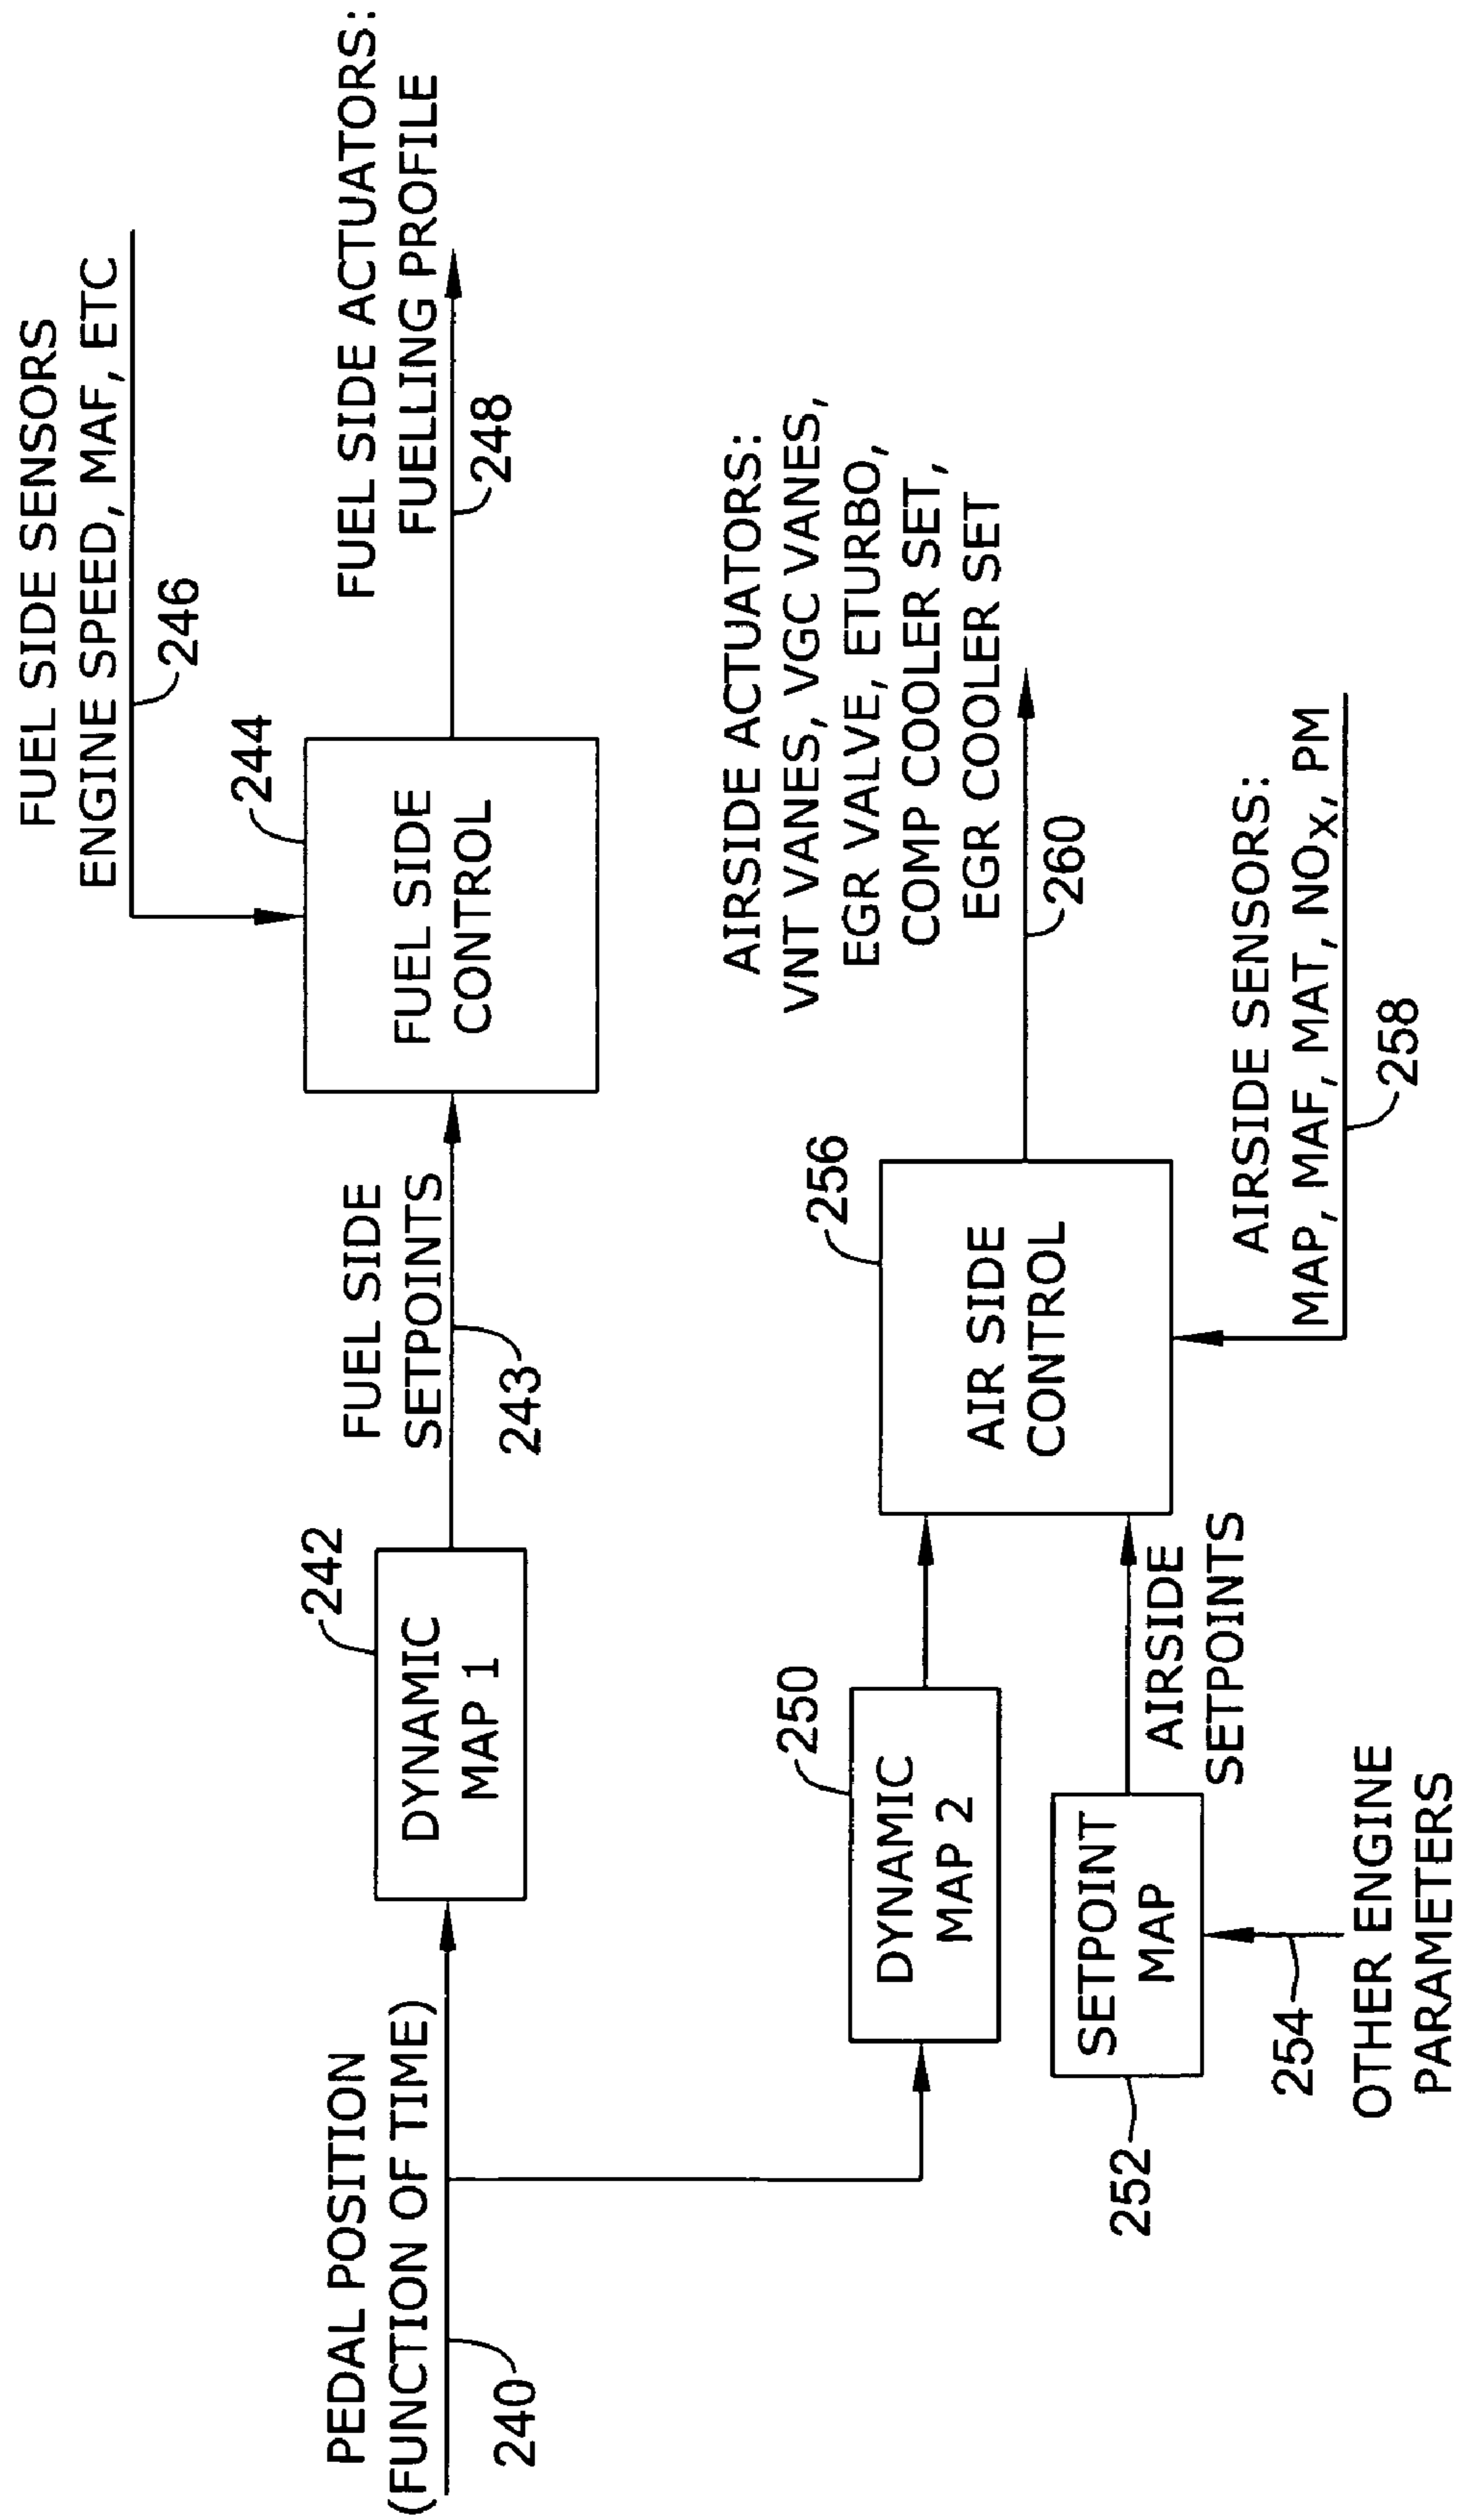 FUEL SIDE SENSORS
ENGINE SPEED, MAF, ETC
246
244
FUEL SIDE ACTUATORS:
FUELLING PROFILE
248
FUEL SIDE
CONTROL
FUEL SIDE
SETPOINTS
243
242
DYNAMIC
MAP 1
PEDAL POSITION
(FUNCTION OF TIME)
240
AIRSIDE ACTUATORS:
VNT VANES, VGC VANES,
EGR VALVE, ETURBO,
COMP COOLER SET,
EGR COOLER SET
260
256
AIR SIDE
CONTROL
AIRSIDE SENSORS:
MAP, MAF, MAT, NOx, PM
258
250
DYNAMIC
MAP 2
AIRSIDE
SETPOINTS
SETPOINT
MAP
252
254
OTHER ENGINE
PARAMETERS